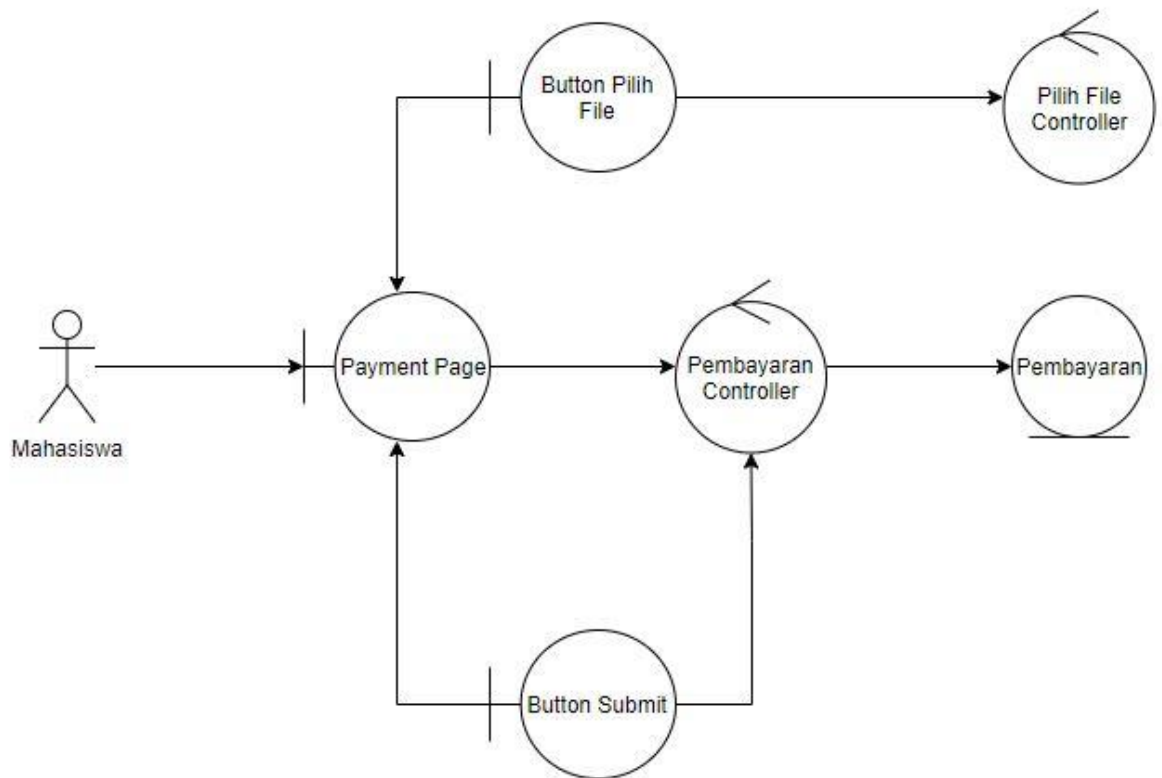 Button Pilih
File
Pilih File
Controller
Mahasiswa
Payment Page
Pembayaran
Controller
Pembayaran
Button Submit